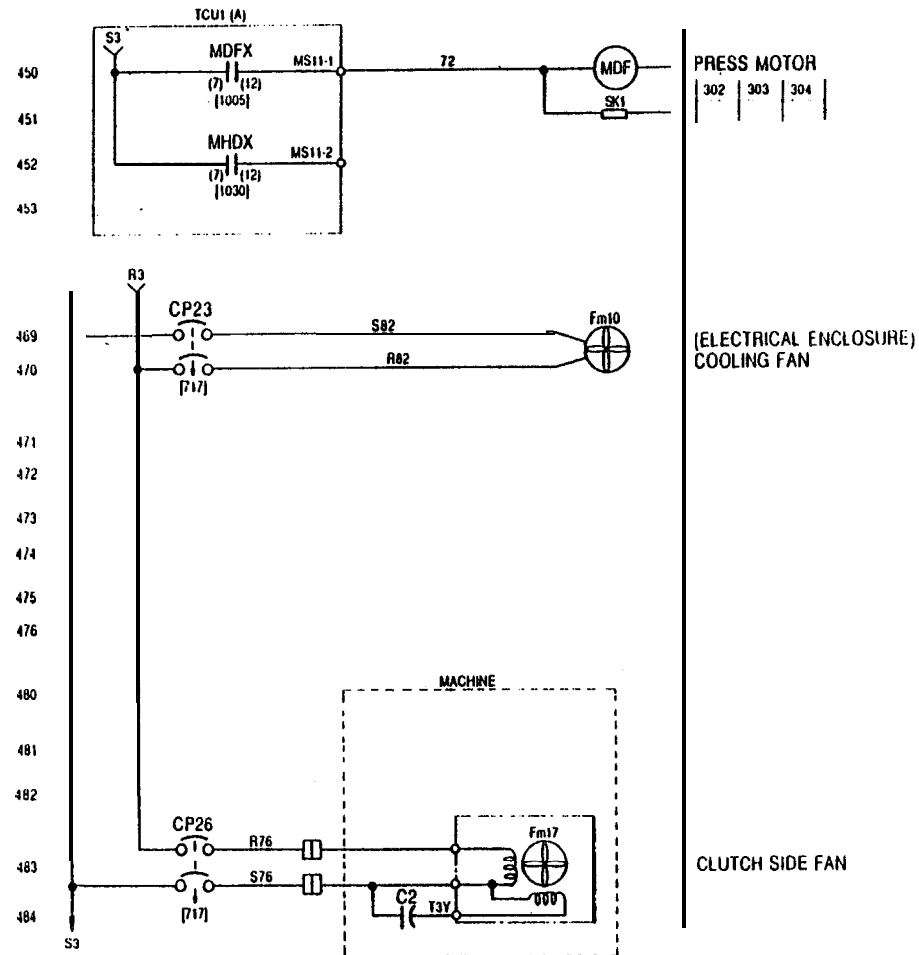 TCU1 (A)
S3
MDFX
MS11-1
72
MDF
PRESS MOTOR
450
(7) (12)
[1005]
302 303 304
SK1
451
MHDX
MS11-2
452
(7) (12)
[1030]
453
R3
CP23
S82
Fm10
469
(ELECTRICAL ENCLOSURE)
R82
COOLING FAN
470
[717]
471
472
473
474
475
476
MACHINE
480
481
482
CP26
Fm17
R76
483
CLUTCH SIDE FAN
S76
C2
T3Y
484
[717]
S3